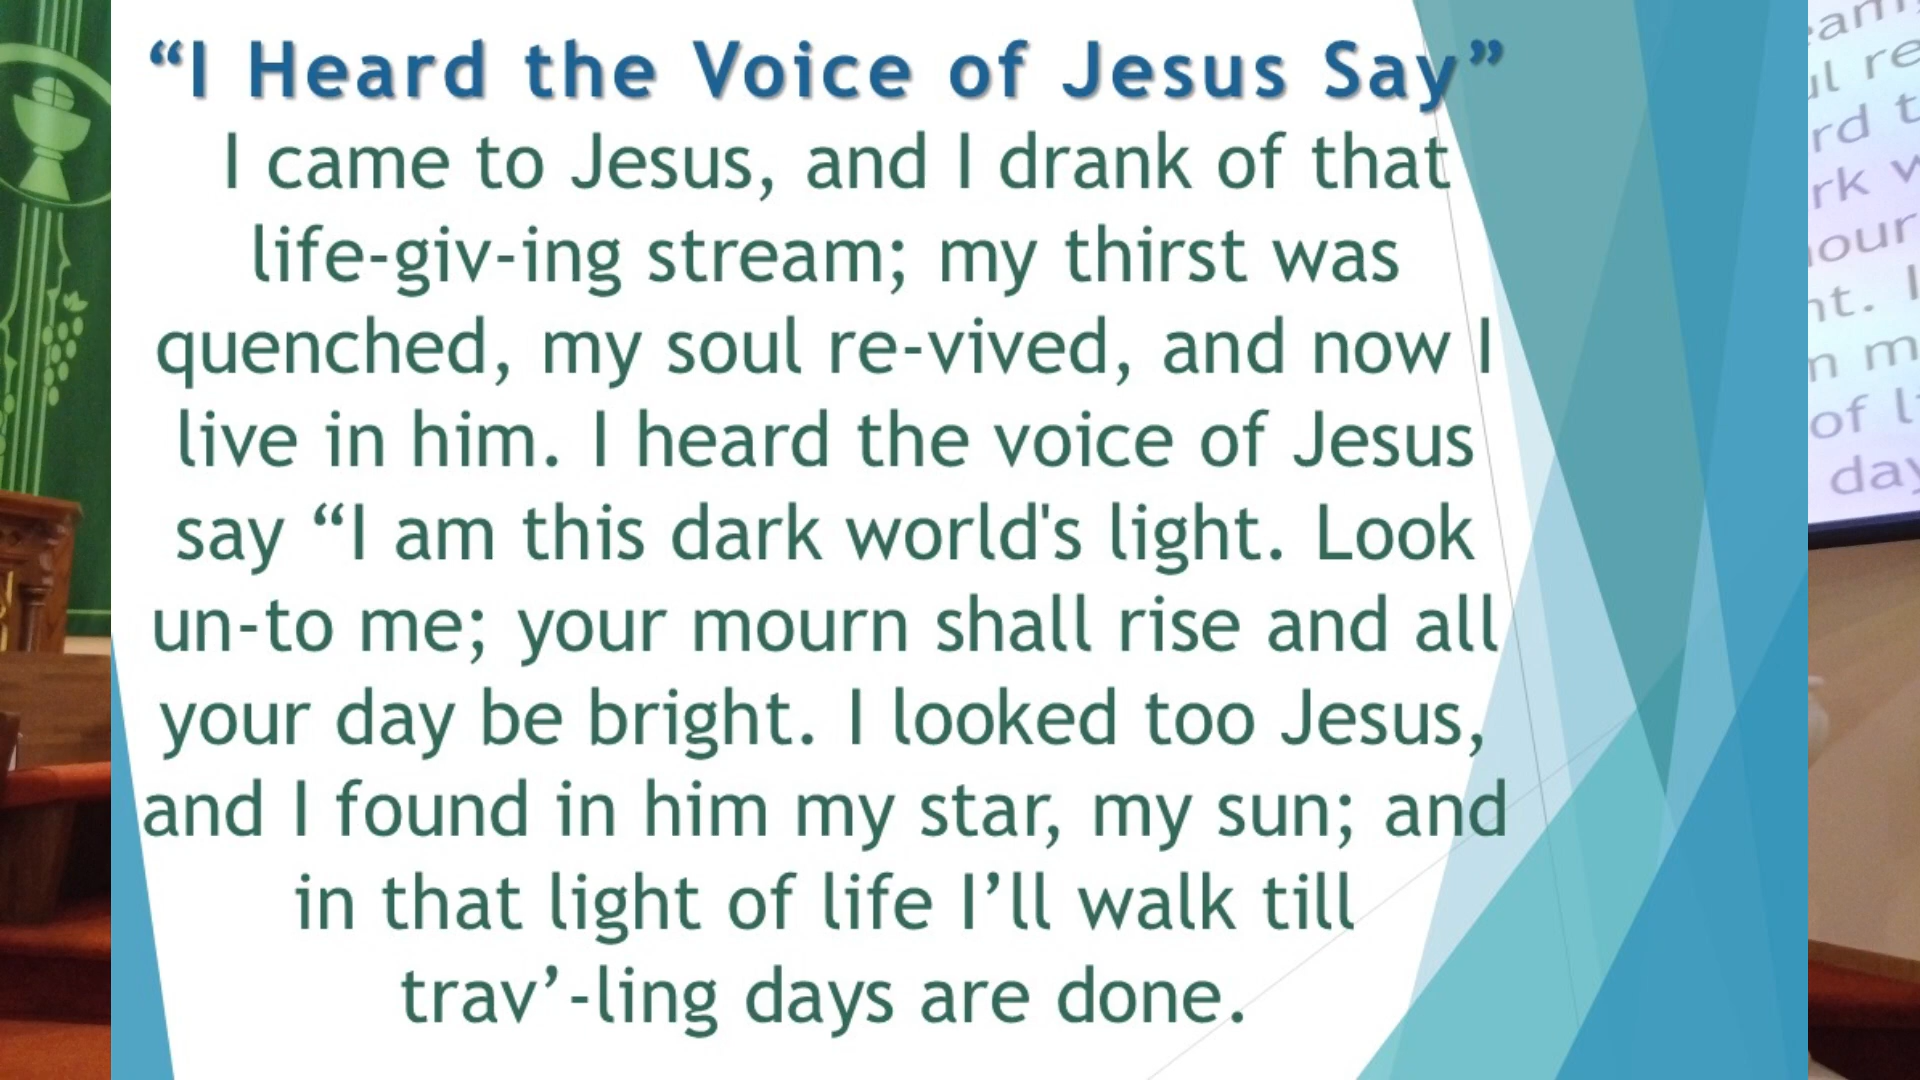 “I Heard the Voice of Jesus Say”
I came to Jesus, and I drank of that
life-giv-ing stream; my thirst was
quenched, my soul re-vived, and now I
live in him. I heard the voice of Jesus
say “I am this dark world's light. Look
un-to me; your mourn shall rise and all
your day be bright. I looked too Jesus,
and I found in him my star, my sun; and
in that light of life I’ll walk till
trav’-ling days are done.